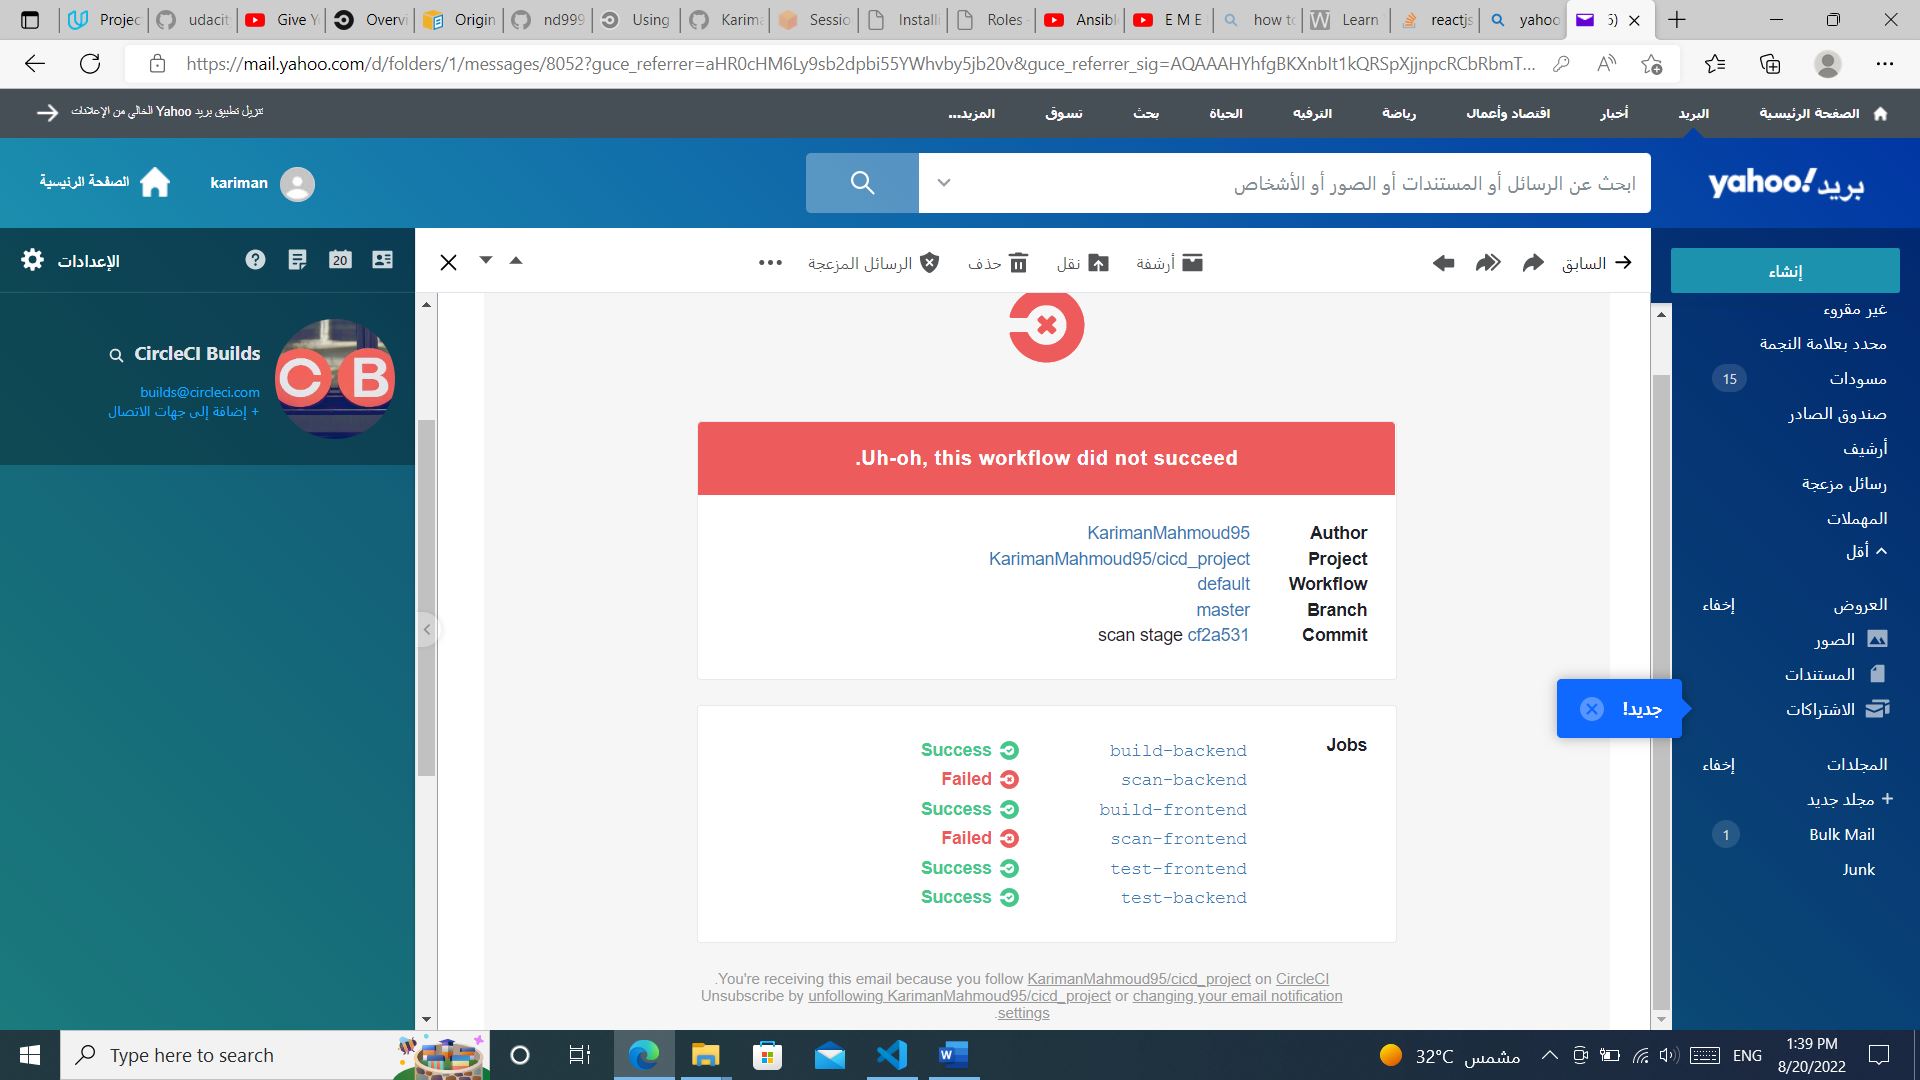 Project
udacit
Give Yo
Overvi
Origin
nd999
Using
Karima
Sessio
Installi
Roles -
Ansibl
E M E
how to
Learn
reactjs
yahoo
5)
https://mail.yahoo.com/d/folders/1/messages/8052?guce_referrer=aHR0cHM6Ly9sb2dpbi55YWhvby5jb20v&guce_referrer_sig=AQAAAHYhfgBKXnbIt1kQRSpXjjnpcRCbRbmT...
الصفحة الرئيسية
البريد
أخبار
اقتصاد وأعمال
رياضة
الترفيه
الحياة
بحث
تسوق
المزيد...
تنزيل تطبيق بريد Yahoo الخالي من الإعلانات
بريد yahoo!
ابحث عن الرسائل أو المستندات أو الصور أو الأشخاص
kariman
الصفحة الرئيسية
إنشاء
السابق
أرشفة
نقل
حذف
الرسائل المزعجة
20
الإعدادات
غير مقروء
محدد بعلامة النجمة
مسودات 15
صندوق الصادر
أرشيف
رسائل مزعجة
المهملات
أقل
العروض إخفاء
الصور
المستندات
الاشتراكات
جديد!
المجلدات إخفاء
+ مجلد جديد
Bulk Mail 1
Junk
CB
CircleCI Builds
builds@circleci.com
+ إضافة إلى جهات الاتصال
.Uh-oh, this workflow did not succeed
KarimanMahmoud95 Author
KarimanMahmoud95/cicd_project Project
default Workflow
master Branch
scan stage cf2a531 Commit
Jobs
Success build-backend
Failed scan-backend
Success build-frontend
Failed scan-frontend
Success test-frontend
Success test-backend
.You're receiving this email because you follow KarimanMahmoud95/cicd_project on CircleCI
Unsubscribe by unfollowing KarimanMahmoud95/cicd_project or changing your email notification
.settings
Type here to search
32°C مشمس
ENG
1:39 PM
8/20/2022